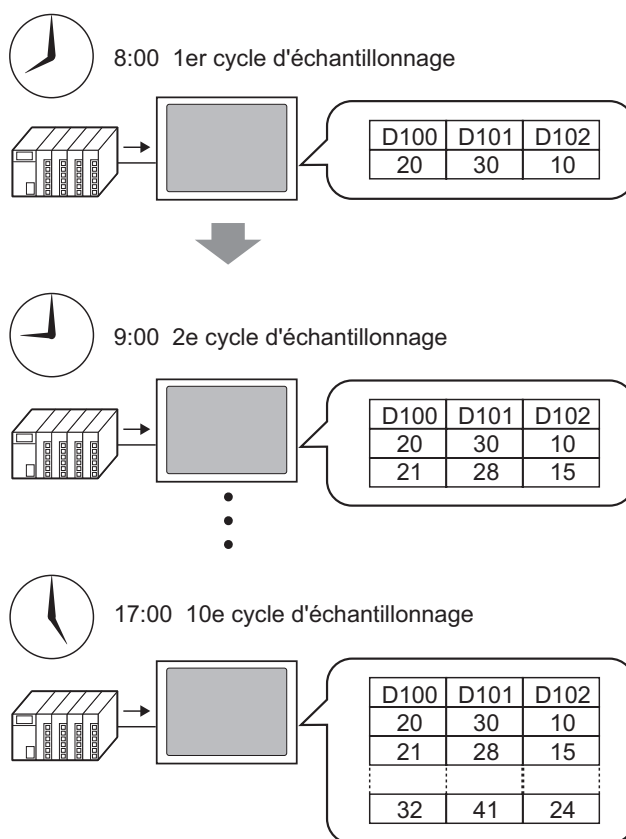 8:00 1er cycle d'échantillonnage
D100 D101 D102
20 30 10
9:00 2e cycle d'échantillonnage
D100 D101 D102
20 30 10
21 28 15
17:00 10e cycle d'échantillonnage
D100 D101 D102
20 30 10
21 28 15
32 41 24